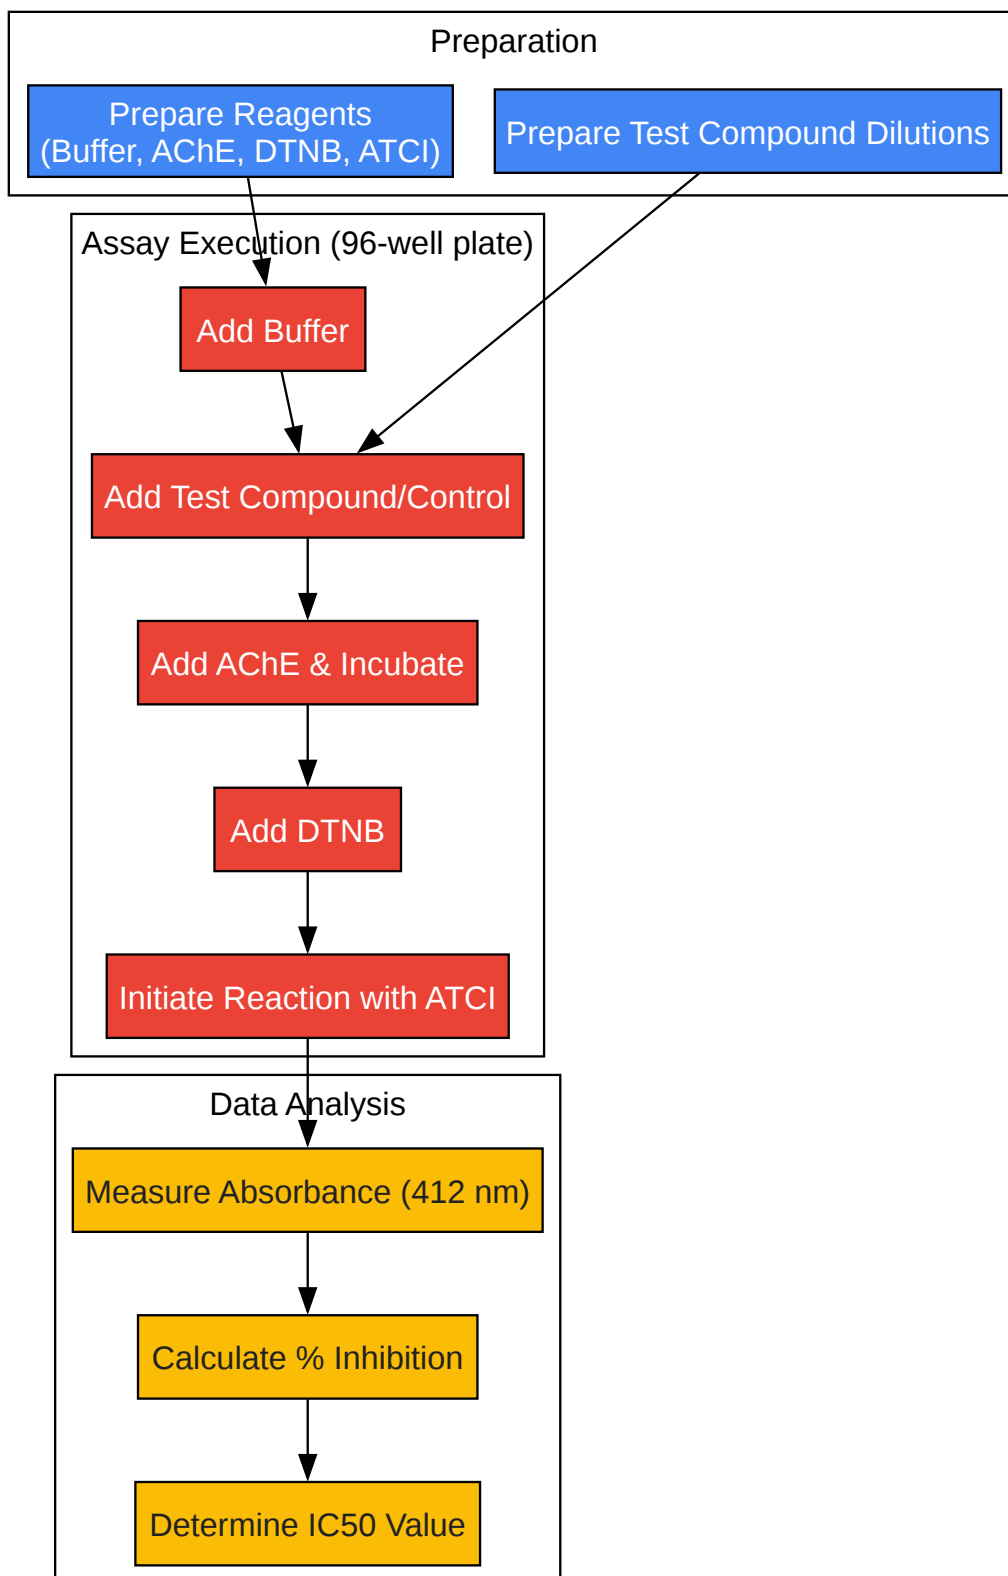 Preparation
Prepare Reagents
(Buffer, AChE, DTNB, ATCI)
Prepare Test Compound Dilutions
Assay Execution (96-well plate)
Add Buffer
Add Test Compound/Control
Add AChE & Incubate
Add DTNB
Initiate Reaction with ATCI
Data Analysis
Measure Absorbance (412 nm)
Calculate % Inhibition
Determine IC50 Value